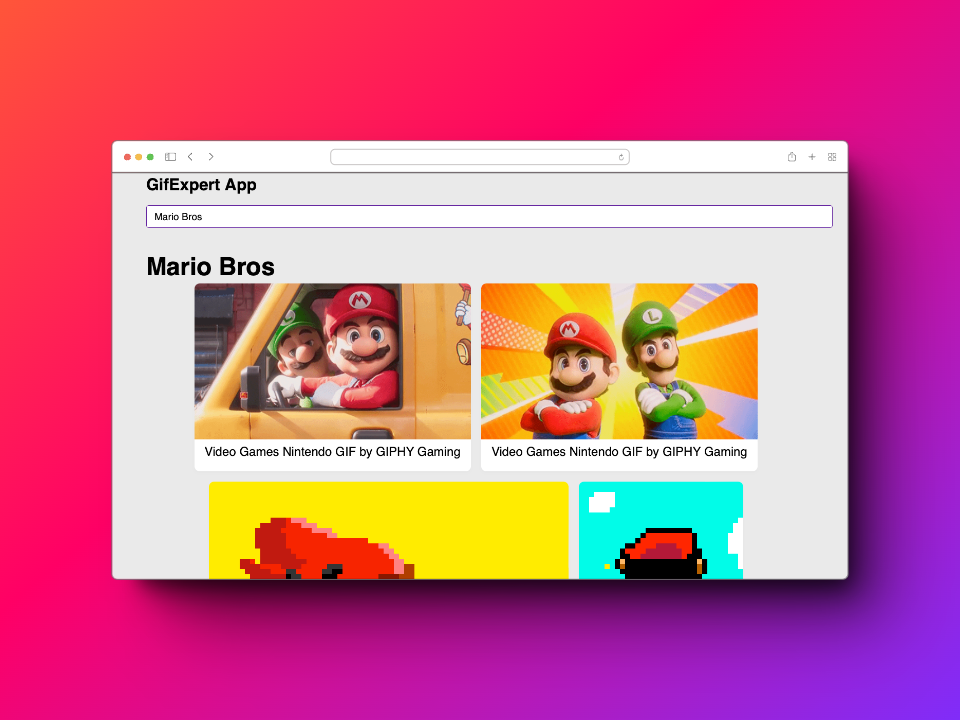 GifExpert App
Mario Bros
Mario Bros
M
M
L
Video Games Nintendo GIF by GIPHY Gaming
Video Games Nintendo GIF by GIPHY Gaming